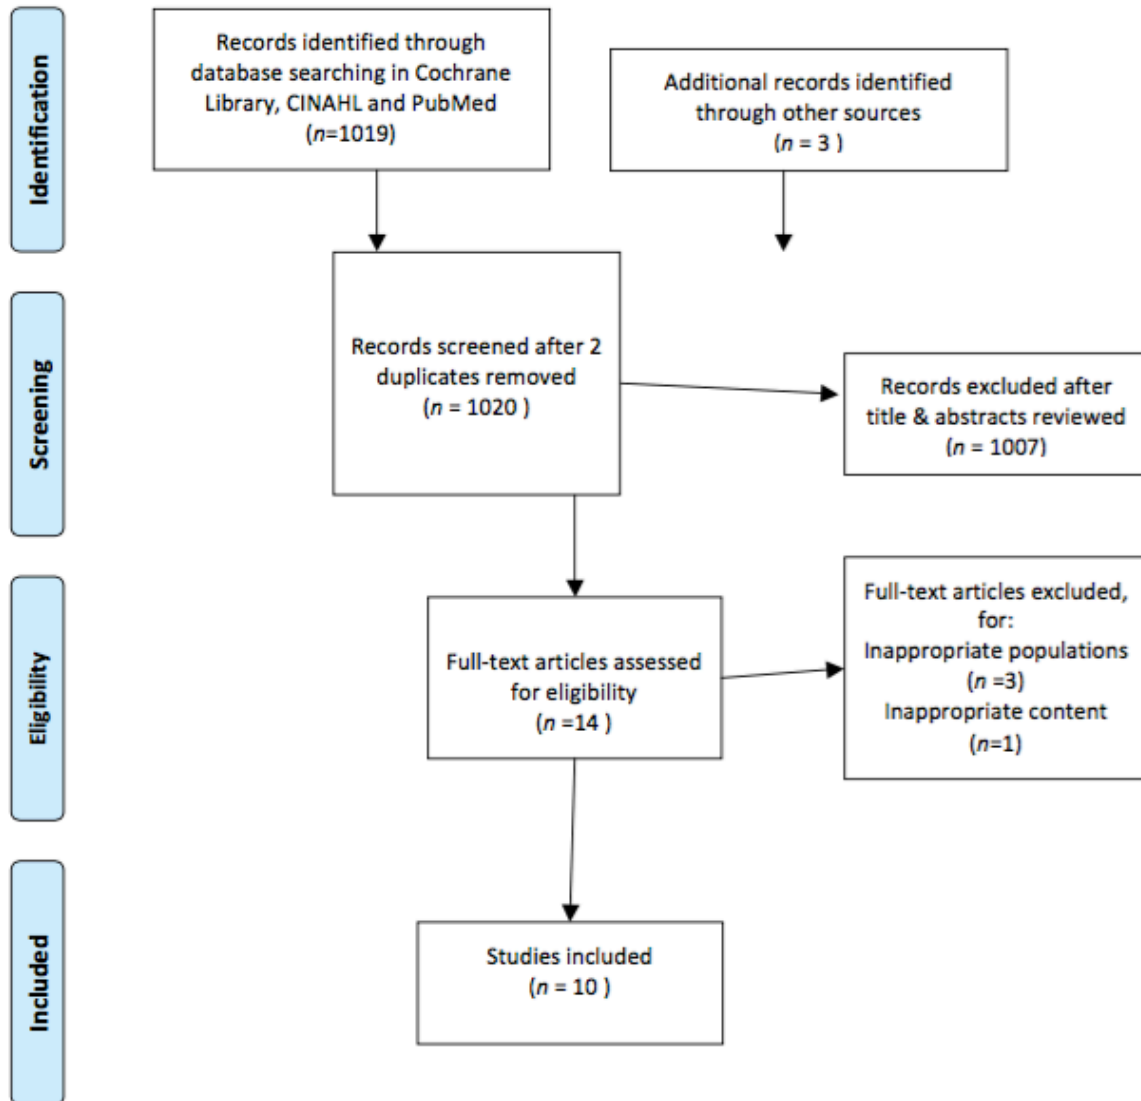 Identification
Records identified through
database searching in Cochrane
Library, CINAHL and PubMed
(n=1019)
Additional records identified
through other sources
(n = 3 )
Screening
Records screened after 2
duplicates removed
(n = 1020 )
Records excluded after
title & abstracts reviewed
(n = 1007)
Eligibility
Full-text articles assessed
for eligibility
(n =14 )
Full-text articles excluded,
for:
Inappropriate populations
(n =3)
Inappropriate content
(n=1)
Included
Studies included
(n = 10 )